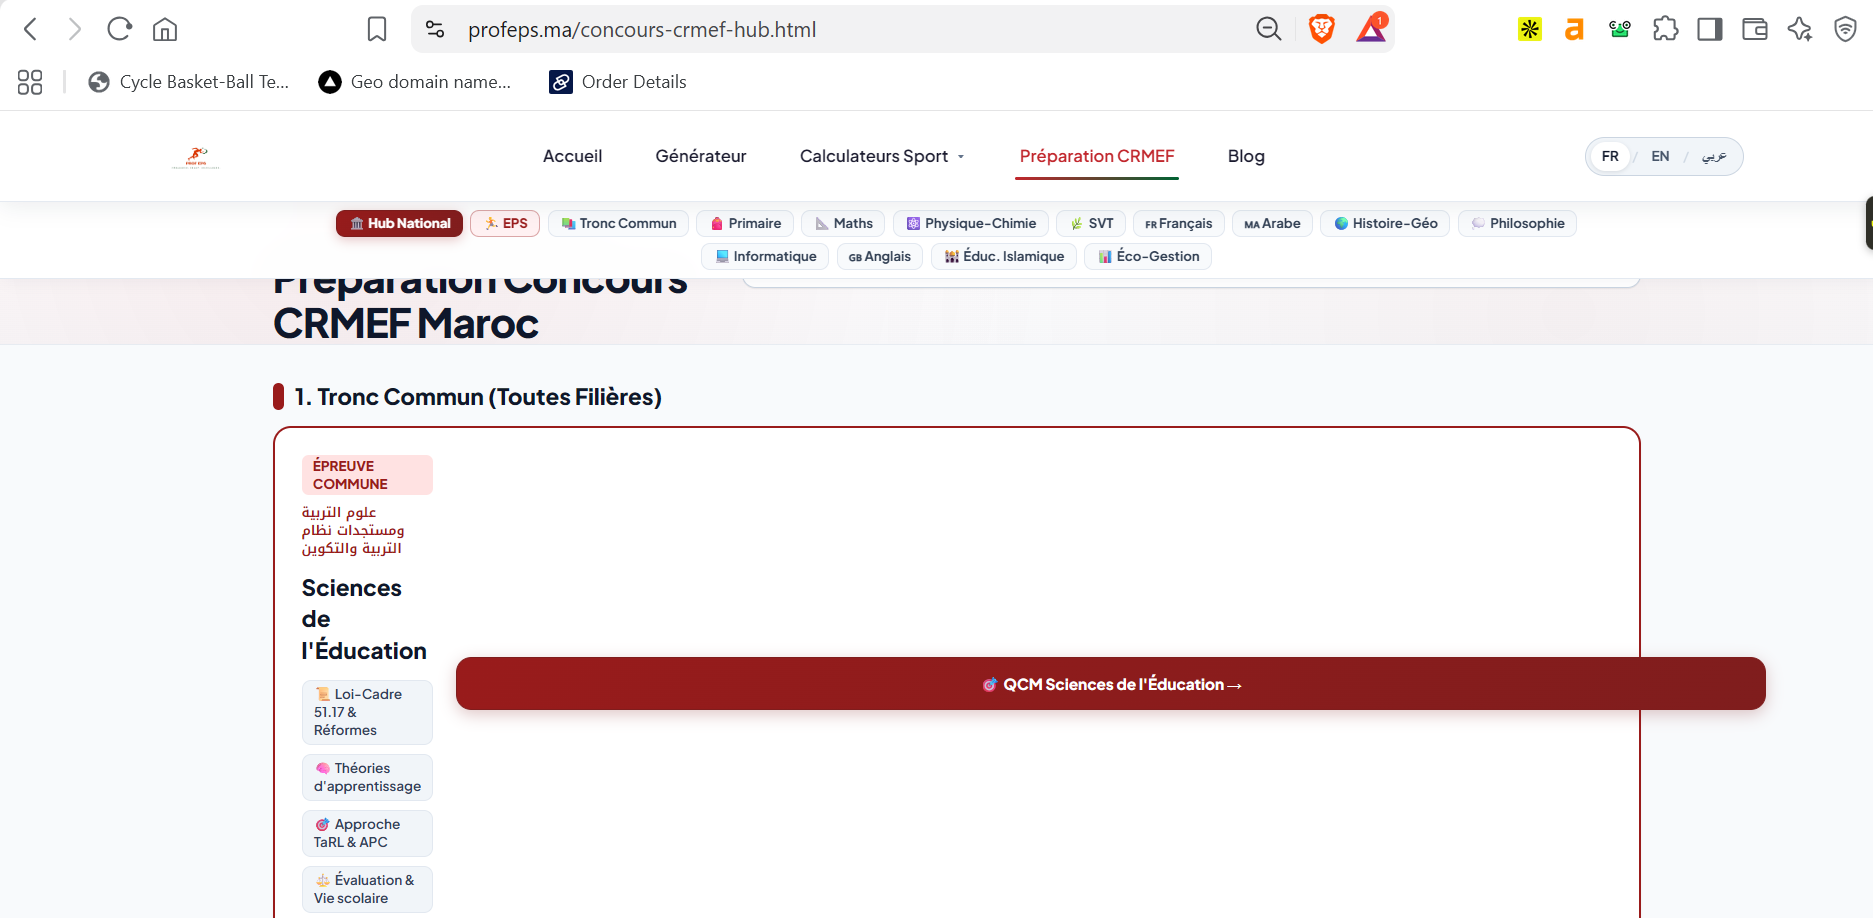 profeps.ma/concours-crmef-hub.html
1
Cycle Basket-Ball Te...
Geo domain name...
Order Details
Accueil
Générateur
Calculateurs Sport
Préparation CRMEF
Blog
FR / EN / عربي
Hub National
EPS
Tronc Commun
Primaire
Maths
Physique-Chimie
SVT
FR Français
MA Arabe
Histoire-Géo
Philosophie
Informatique
GB Anglais
Éduc. Islamique
Éco-Gestion
Préparation Concours
CRMEF Maroc
1. Tronc Commun (Toutes Filières)
ÉPREUVE
COMMUNE
علوم التربية
ومستجدات نظام
التربية والتكوين
Sciences
de
l'Éducation
Loi-Cadre
51.17 &
Réformes
Théories
d'apprentissage
Approche
TaRL & APC
Évaluation &
Vie scolaire
QCM Sciences de l'Éducation→